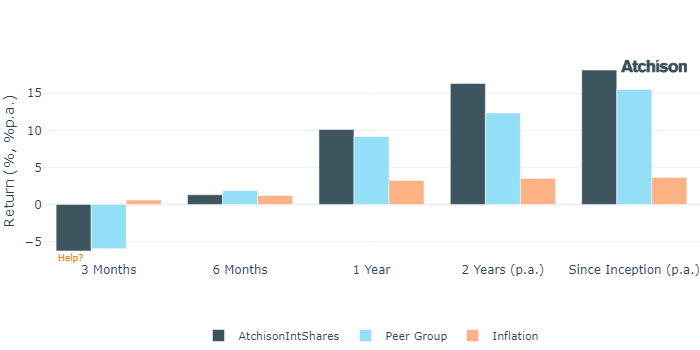 Atchison
Return (%, %p.a.)
15
10
5
0
−5
Help?
3 Months
6 Months
1 Year
2 Years (p.a.)
Since Inception (p.a.)
AtchisonIntShares
Peer Group
Inflation